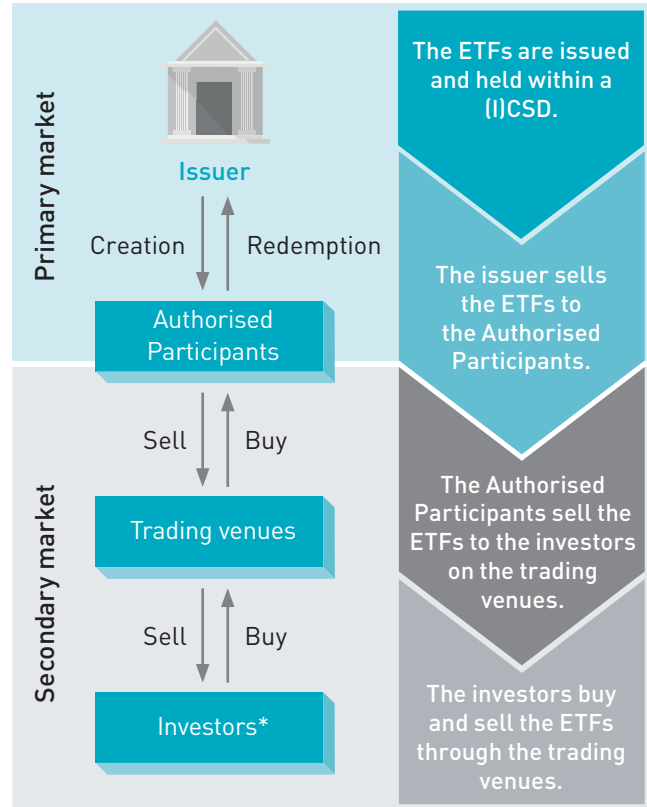 Primary market
Issuer
Creation
Redemption
Authorised
Participants
Secondary market
Sell
Buy
Trading venues
Sell
Buy
Investors*
The ETFs are issued
and held within a
(I)CSD.
The issuer sells
the ETFs to
the Authorised
Participants.
The Authorised
Participants sell the
ETFs to the investors
on the trading
venues.
The investors buy
and sell the ETFs
through the trading
venues.